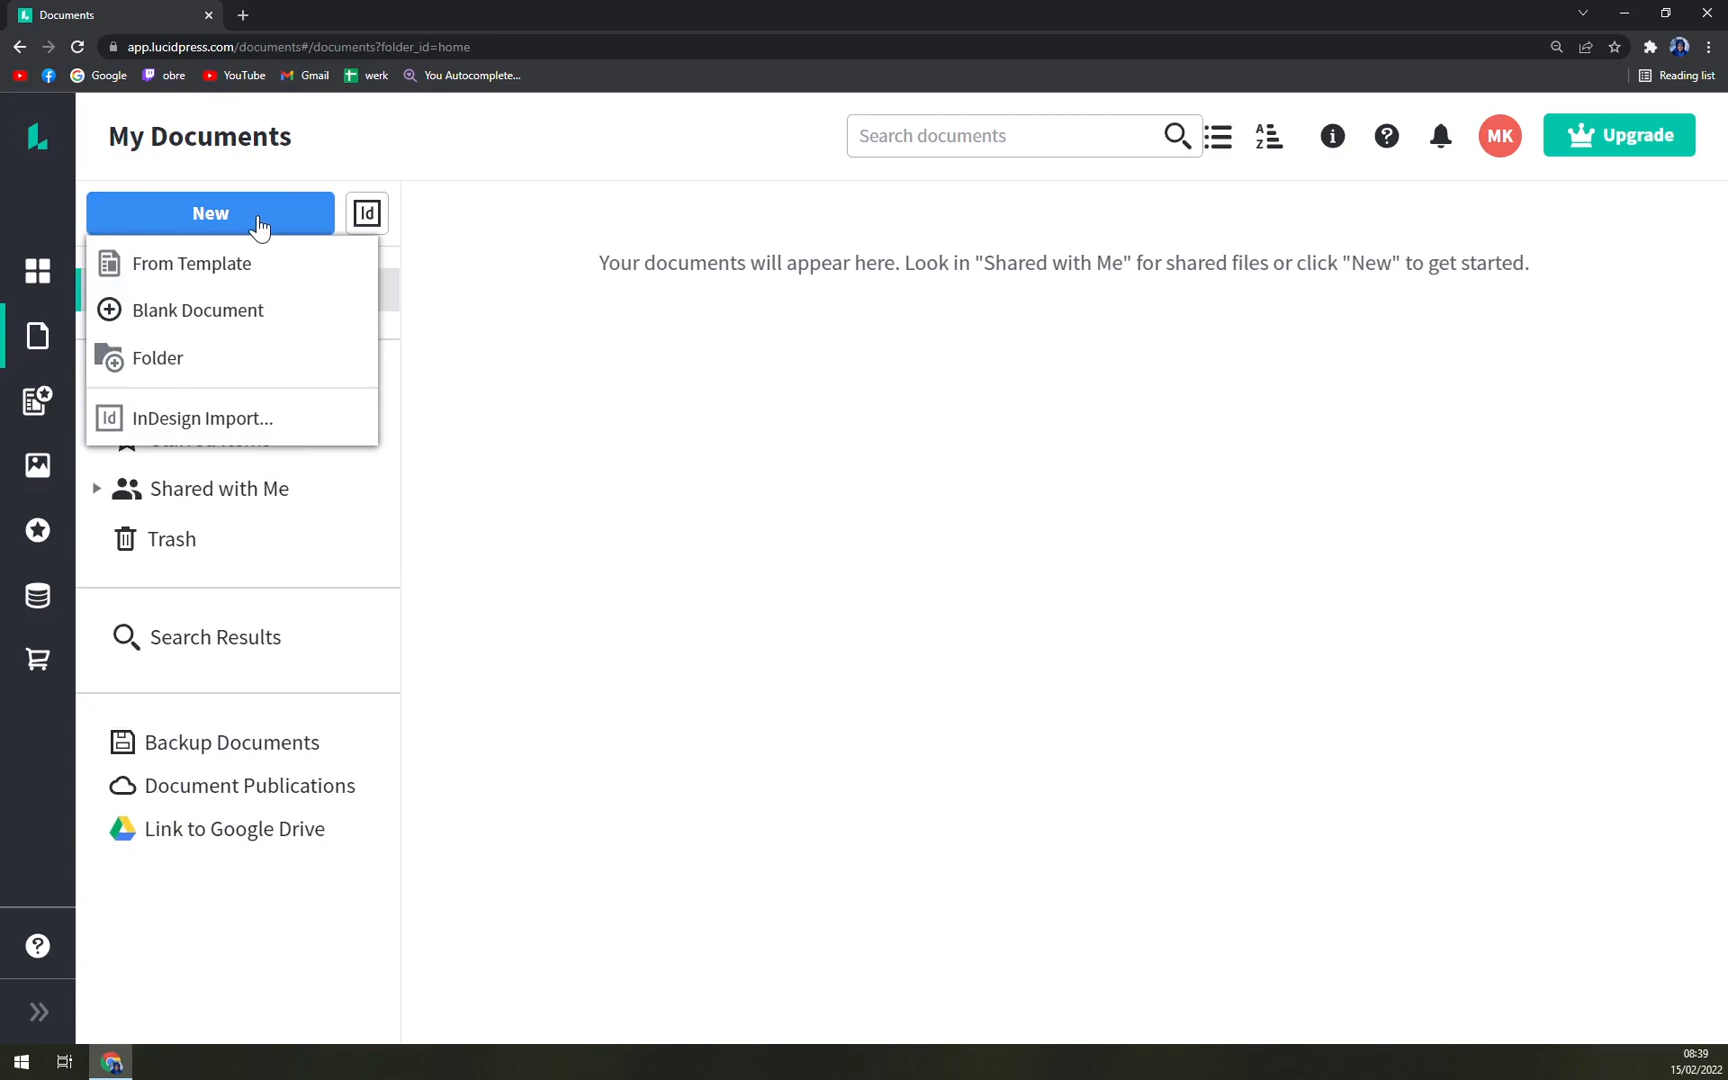 Documents
app.lucidpress.com/documents#/documents?folder_id=home
Google
obre
YouTube
Gmail
werk
You Autocomplete...
Reading list
My Documents
Search documents
A
Z
MK
Upgrade
New
Id
From Template
Blank Document
Folder
Id
InDesign Import...
Your documents will appear here. Look in "Shared with Me" for shared files or click "New" to get started.
Shared with Me
Trash
Search Results
Backup Documents
Document Publications
Link to Google Drive
08:39
15/02/2022